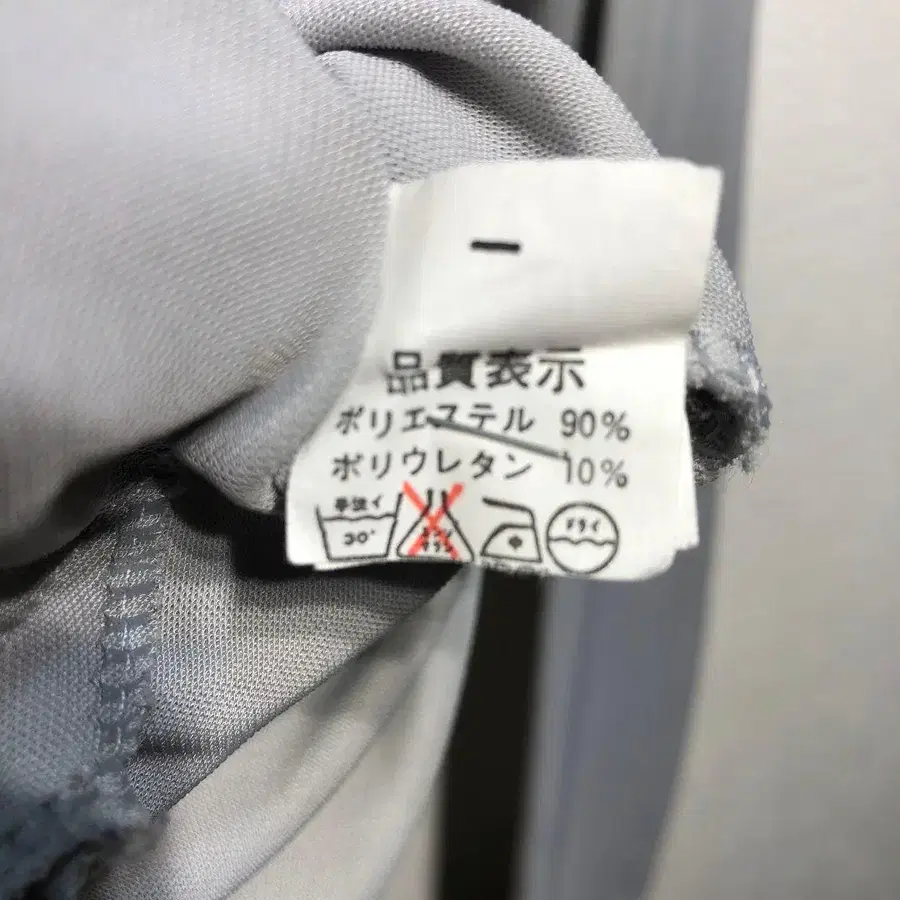 品質表示
ポリエステル 90%
ポリウレタン 10%
手洗イ
30°
中
ドライ